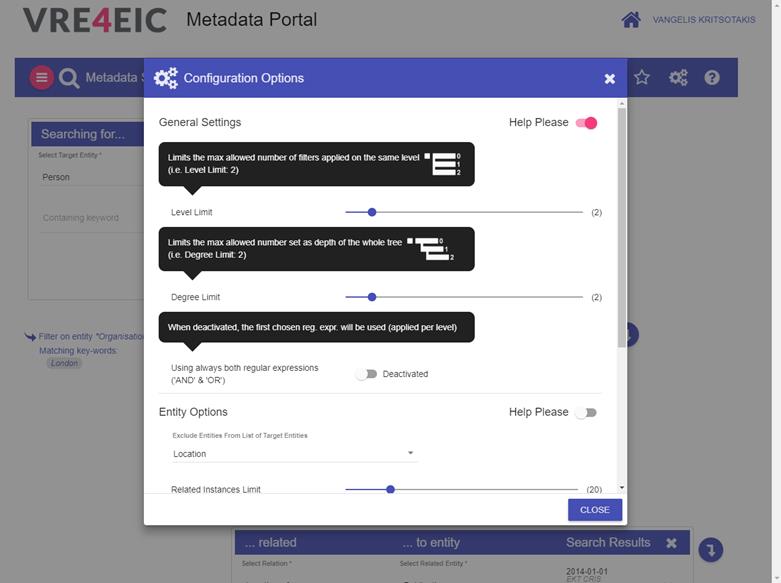 VRE4EIC Metadata Portal
VANGELIS KRITSOTAKIS
Metadata S
Configuration Options
Searching for...
Select Target Entity *
Person
Containing keyword
Filter on entity "Organisation
Matching key-words:
London
General Settings
Help Please
Limits the max allowed number of filters applied on the same level
(i.e. Level Limit: 2)
0
1
2
Level Limit
(2)
Limits the max allowed number set as depth of the whole tree
(i.e. Degree Limit: 2)
0
1
2
Degree Limit
(2)
When deactivated, the first chosen reg. expr. will be used (applied per level)
Using always both regular expressions
('AND' & 'OR')
Deactivated
Entity Options
Help Please
Exclude Entities From List of Target Entities
Location
Related Instances Limit
(20)
CLOSE
... related
... to entity
Search Results
Select Relation *
Select Related Entity *
2014-01-01
EKT CRIS